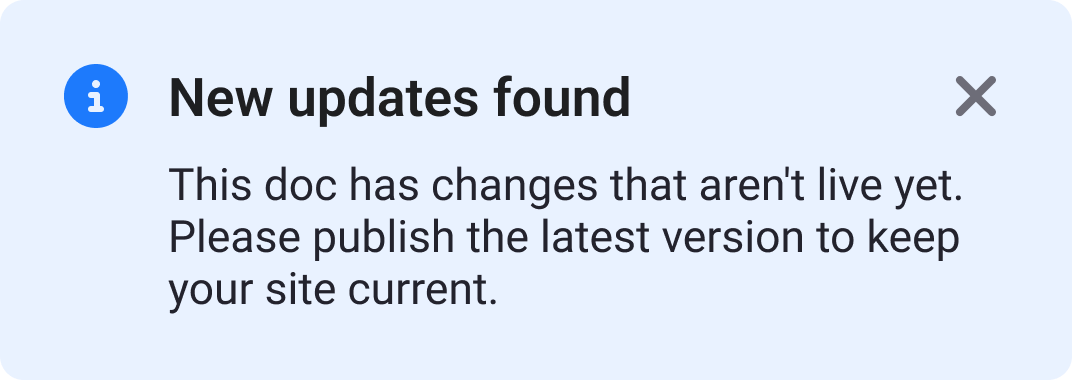 New updates found
This doc has changes that aren't live yet.
Please publish the latest version to keep
your site current.